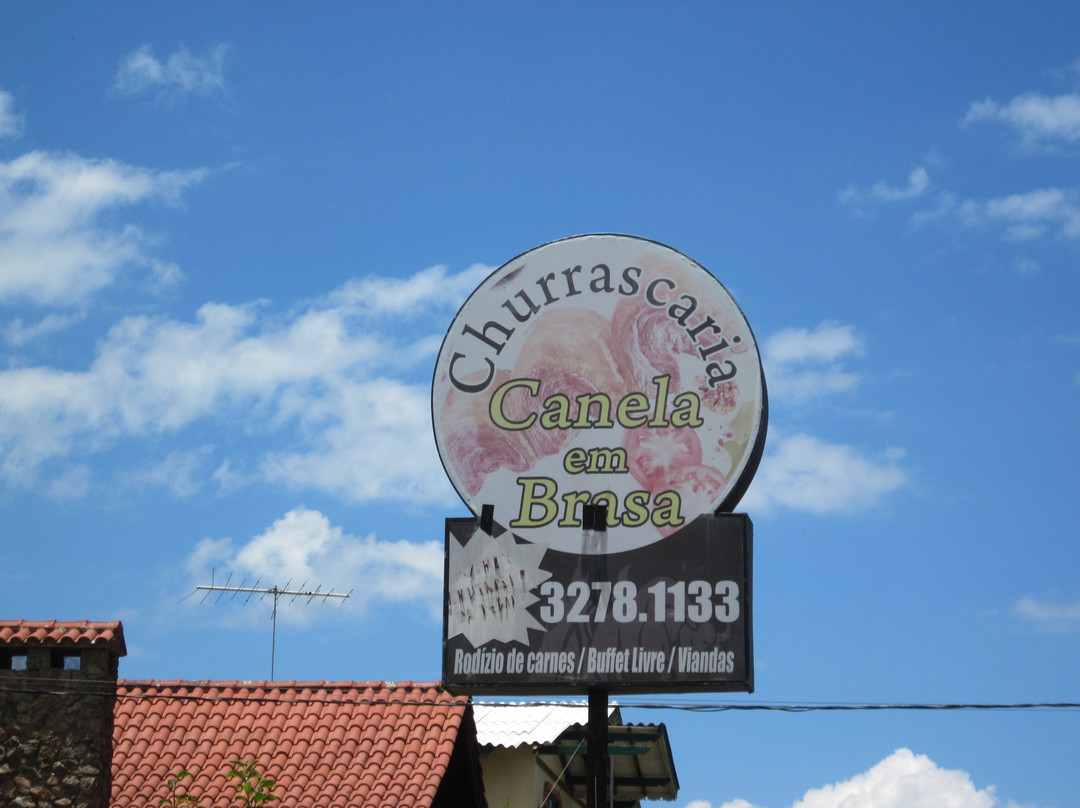 Churrascaria
Canela
em
Brasa
3278.1133
Rodízio de carnes / Buffet Livre / Viandas